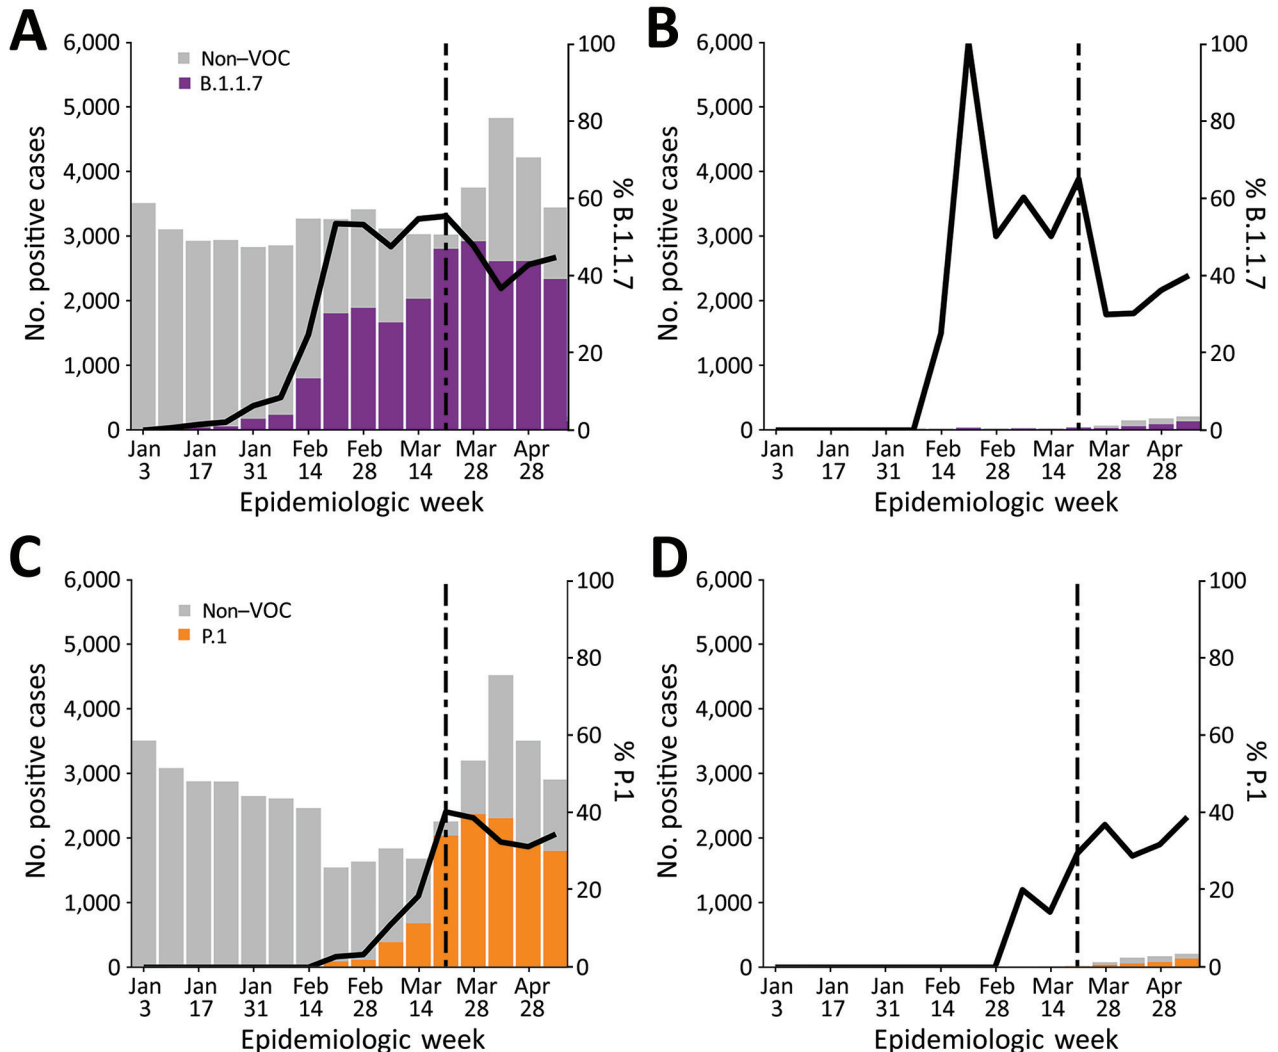 A
No. positive cases
6,000
5,000
4,000
3,000
2,000
1,000
0
Non–VOC
B.1.1.7
100
80
60
40
20
0
% B.1.1.7
Jan Jan Jan Feb Feb Mar Mar Apr
3 17 31 14 28 14 28 28
Epidemiologic week
B
No. positive cases
6,000
5,000
4,000
3,000
2,000
1,000
0
100
80
60
40
20
0
% B.1.1.7
Jan Jan Jan Feb Feb Mar Mar Apr
3 17 31 14 28 14 28 28
Epidemiologic week
C
No. positive cases
6,000
5,000
4,000
3,000
2,000
1,000
0
Non–VOC
P.1
100
80
60
40
20
0
% P.1
Jan Jan Jan Feb Feb Mar Mar Apr
3 17 31 14 28 14 28 28
Epidemiologic week
D
No. positive cases
6,000
5,000
4,000
3,000
2,000
1,000
0
100
80
60
40
20
0
% P.1
Jan Jan Jan Feb Feb Mar Mar Apr
3 17 31 14 28 14 28 28
Epidemiologic week